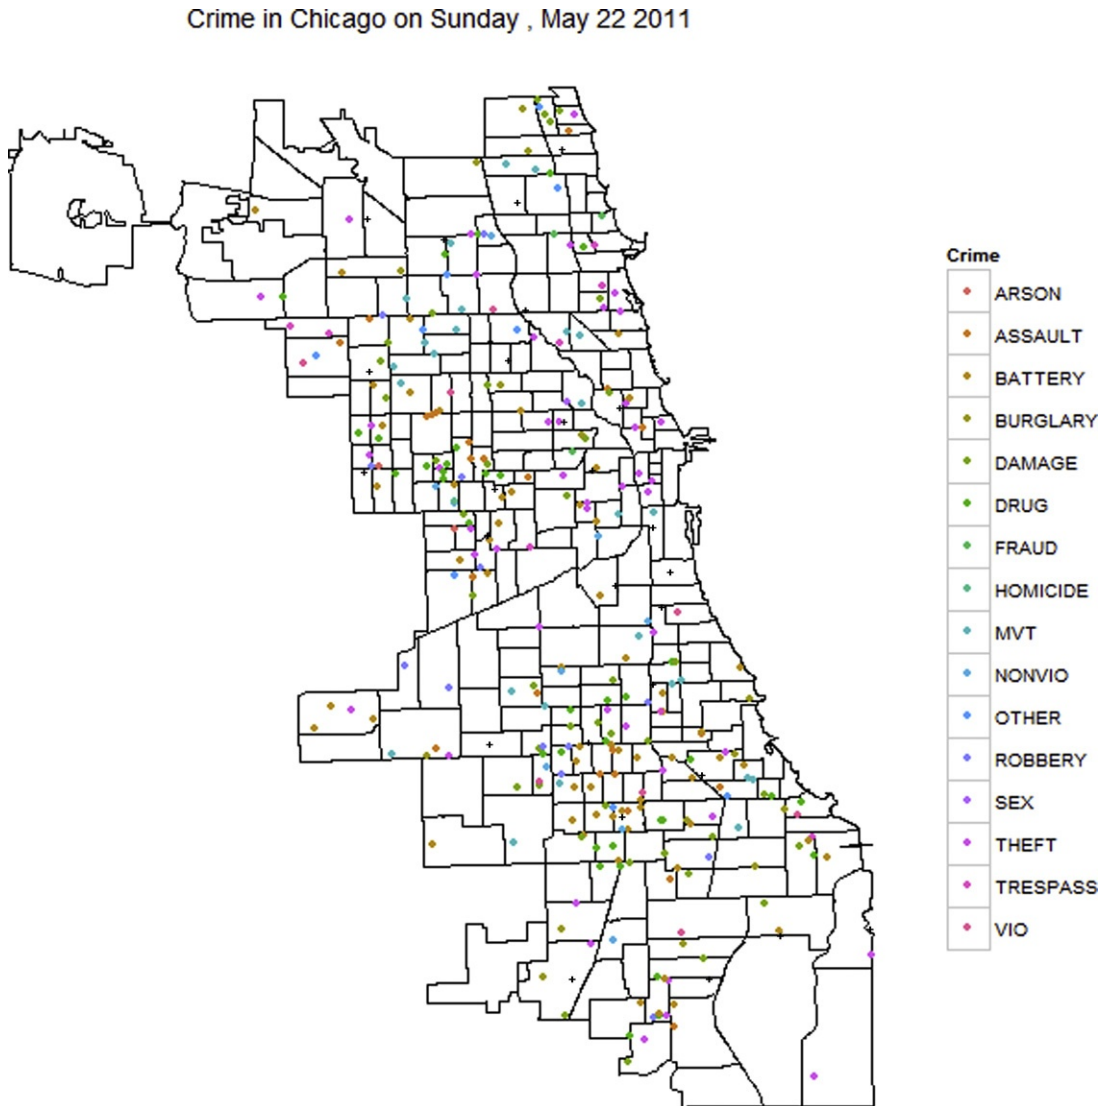 Crime in Chicago on Sunday , May 22 2011
Crime
ARSON
ASSAULT
BATTERY
BURGLARY
DAMAGE
DRUG
FRAUD
HOMICIDE
MVT
NONVIO
OTHER
ROBBERY
SEX
THEFT
TRESPASS
VIO